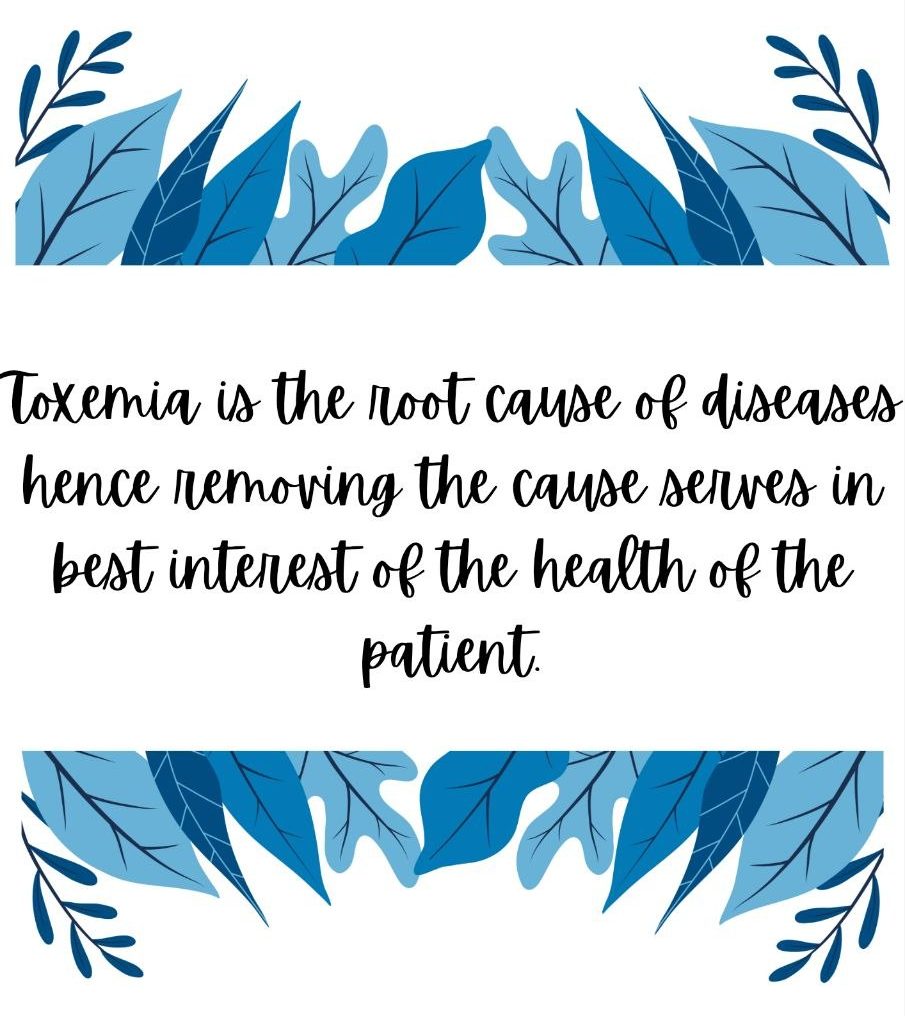 Toxemia is the root cause of diseases
hence removing the cause serves in
best interest of the health of the
patient.